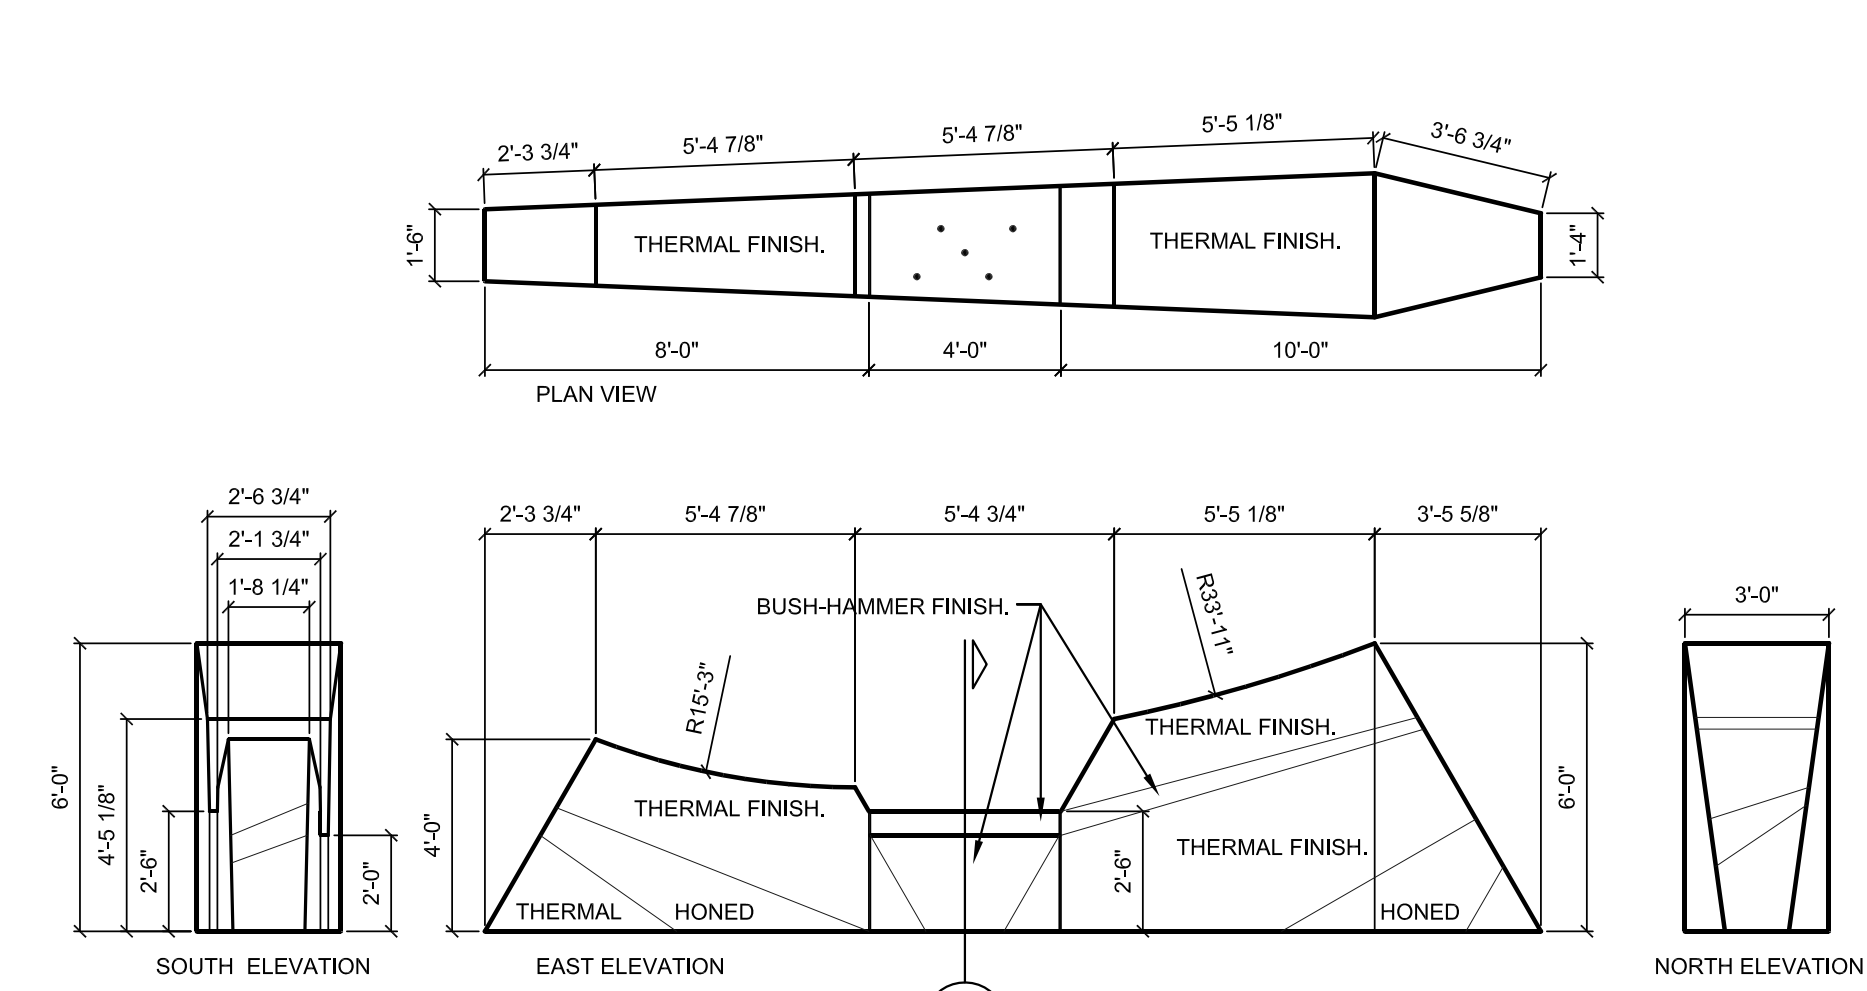 2'-3 3/4"
5'-4 7/8"
5'-4 7/8"
5'-5 1/8"
3'-6 3/4"
1'-6"
THERMAL FINISH.
THERMAL FINISH.
1'-4"
8'-0"
4'-0"
10'-0"
PLAN VIEW
2'-6 3/4"
2'-1 3/4"
1'-8 1/4"
6'-0"
4'-5 1/8"
2'-6"
2'-0"
SOUTH ELEVATION
2'-3 3/4"
5'-4 7/8"
5'-4 3/4"
5'-5 1/8"
3'-5 5/8"
BUSH-HAMMER FINISH.
R15'-3"
R33'-11"
THERMAL FINISH.
THERMAL FINISH.
4'-0"
6'-0"
THERMAL FINISH.
2'-6"
THERMAL
HONED
HONED
EAST ELEVATION
3'-0"
NORTH ELEVATION